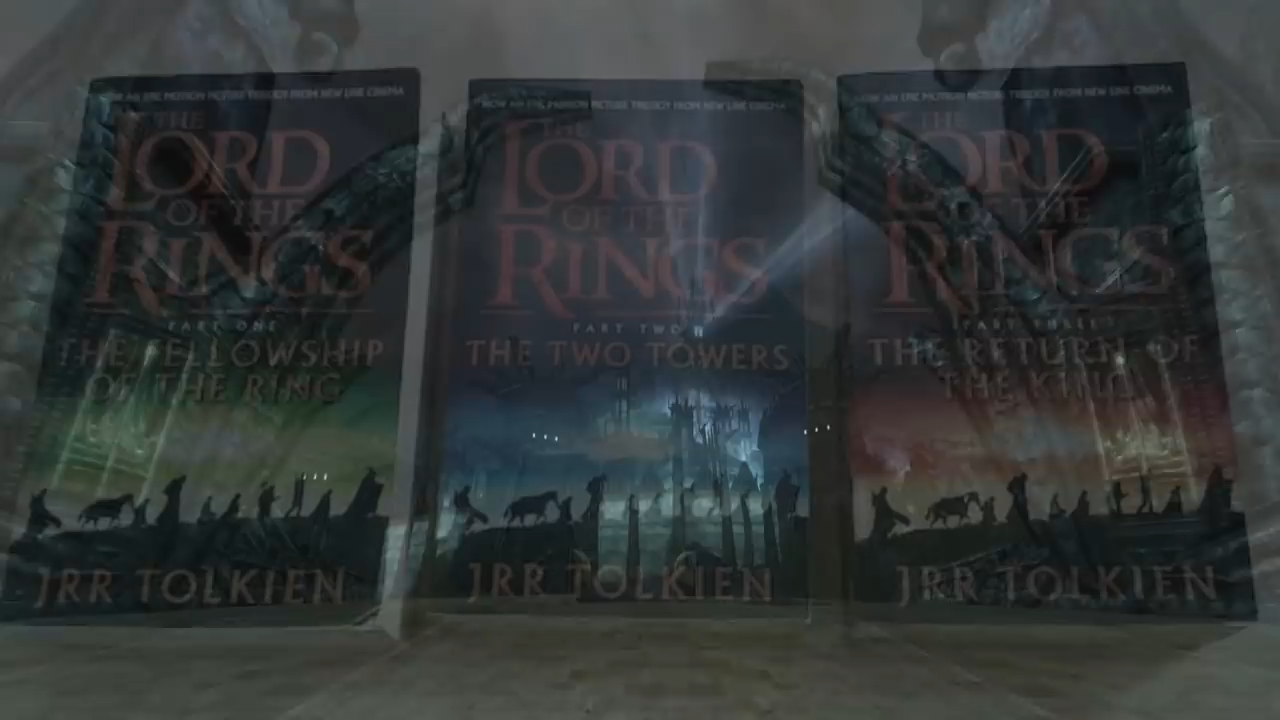 NOW AN EPIC MOTION PICTURE TRILOGY FROM NEW LINE CINEMA
THE
LORD
OF THE
RINGS
PART ONE
THE FELLOWSHIP
OF THE RING
JRR TOLKIEN
NOW AN EPIC MOTION PICTURE TRILOGY FROM NEW LINE CINEMA
THE
LORD
OF THE
RINGS
PART TWO
THE TWO TOWERS
JRR TOLKIEN
NOW AN EPIC MOTION PICTURE TRILOGY FROM NEW LINE CINEMA
THE
LORD
OF THE
RINGS
PART THREE
THE RETURN OF
THE KING
JRR TOLKIEN